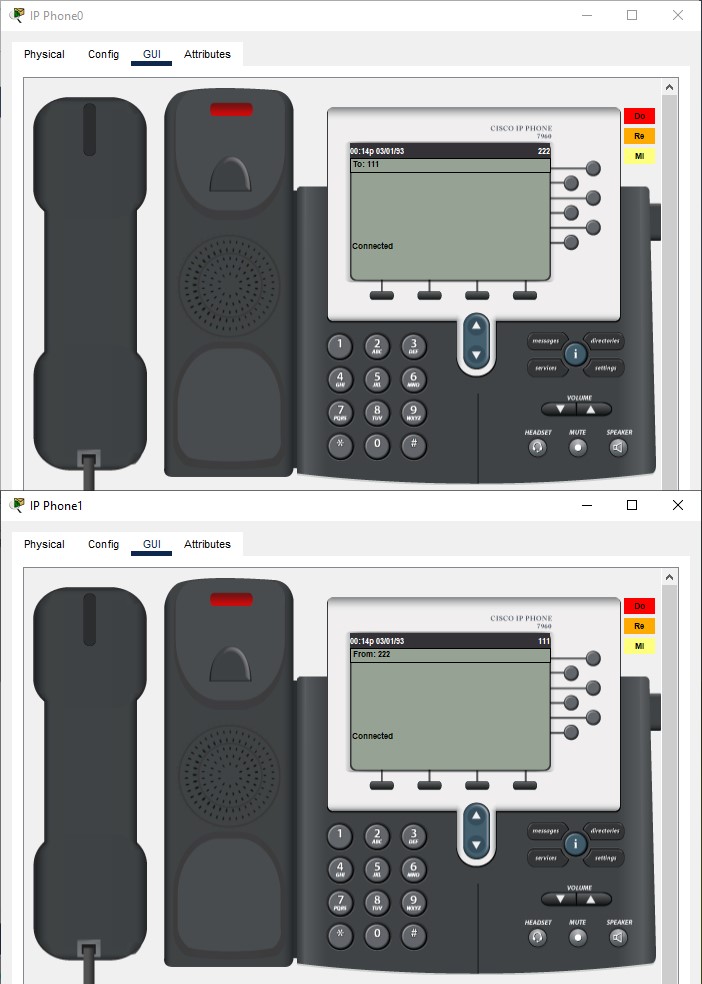 IP Phone0
Physical Config GUI Attributes
CISCO IP PHONE
7960
00:14p 03/01/93 222
To: 111
Connected
Do
Re
MI
1 2 ABC 3 DEF
4 GHI 5 JKL 6 MNO
7 PQRS 8 TUV 9 WXYZ
* 0 #
messages directories
i
services settings
VOLUME
HEADSET MUTE SPEAKER
IP Phone1
Physical Config GUI Attributes
CISCO IP PHONE
7960
00:14p 03/01/93 111
From: 222
Connected
Do
Re
MI
1 2 ABC 3 DEF
4 GHI 5 JKL 6 MNO
7 PQRS 8 TUV 9 WXYZ
* 0 #
messages directories
i
services settings
VOLUME
HEADSET MUTE SPEAKER